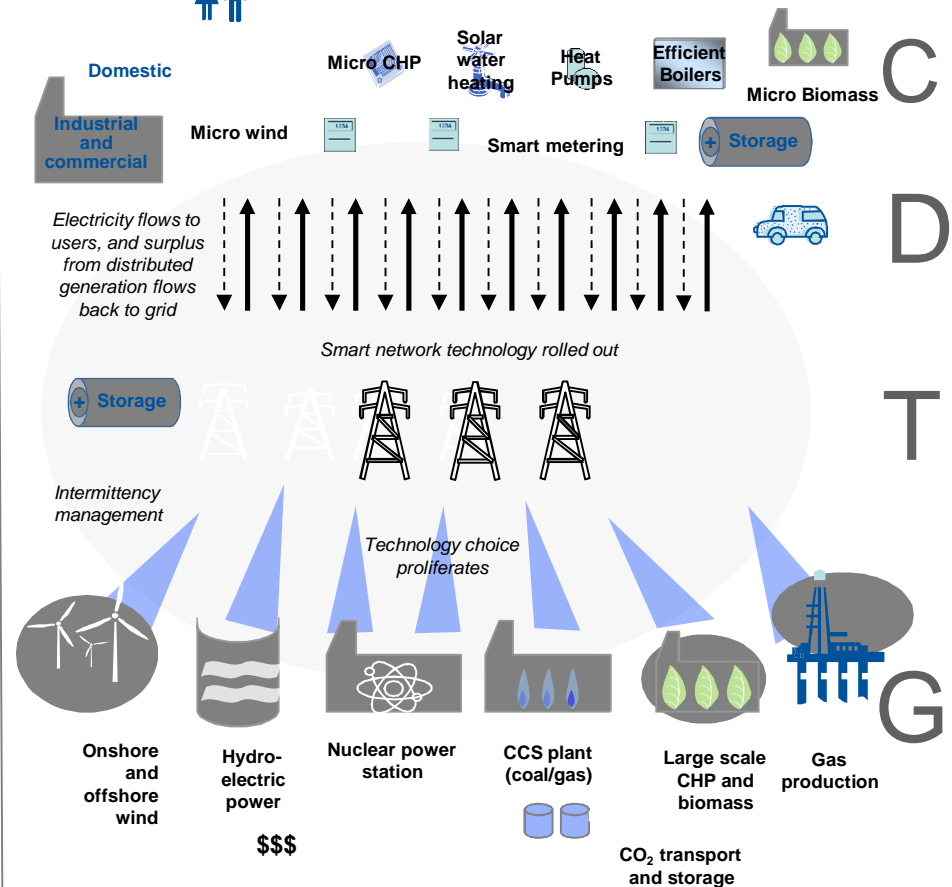 Domestic
Micro CHP
Solar
water
heating
Heat
Pumps
Efficient
Boilers
Micro Biomass
C
Industrial
and
commercial
Micro wind
1234
1234
Smart metering
1234
+ Storage
Electricity flows to
users, and surplus
from distributed
generation flows
back to grid
D
Smart network technology rolled out
+ Storage
T
Intermittency
management
Technology choice
proliferates
G
Onshore
and
offshore
wind
Hydro-
electric
power
Nuclear power
station
CCS plant
(coal/gas)
Large scale
CHP and
biomass
Gas
production
$$$
CO₂ transport
and storage